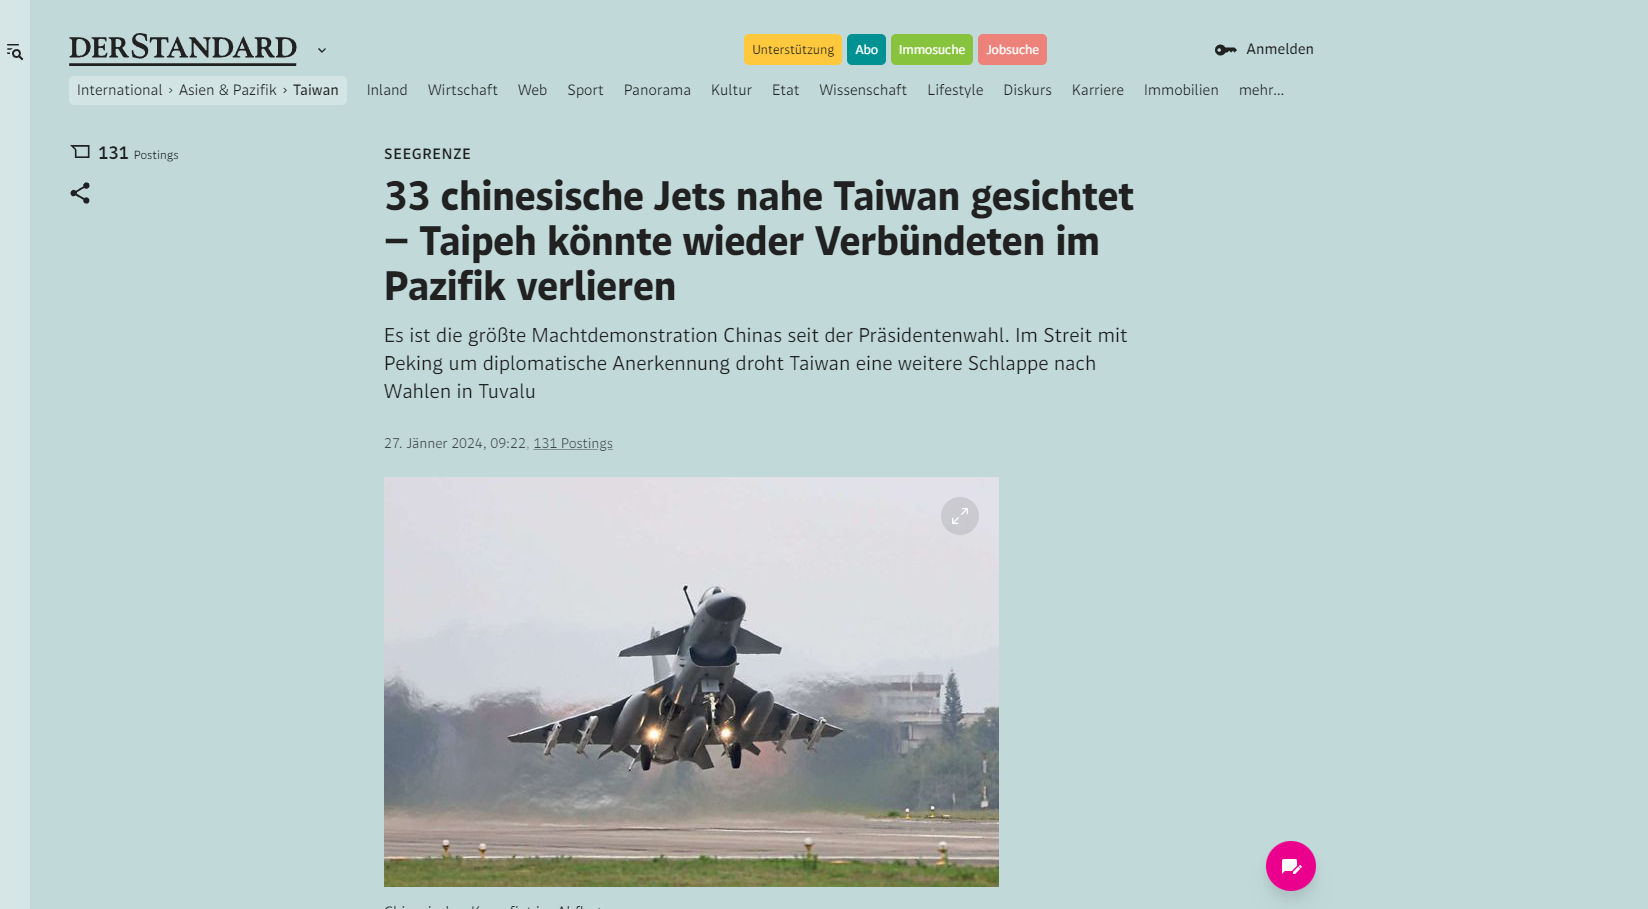 DERSTANDARD
Unterstützung Abo Immosuche Jobsuche
Anmelden
International › Asien & Pazifik › Taiwan Inland Wirtschaft Web Sport Panorama Kultur Etat Wissenschaft Lifestyle Diskurs Karriere Immobilien mehr...
131 Postings
SEEGRENZE
33 chinesische Jets nahe Taiwan gesichtet
– Taipeh könnte wieder Verbündeten im
Pazifik verlieren
Es ist die größte Machtdemonstration Chinas seit der Präsidentenwahl. Im Streit mit
Peking um diplomatische Anerkennung droht Taiwan eine weitere Schlappe nach
Wahlen in Tuvalu
27. Jänner 2024, 09:22, 131 Postings